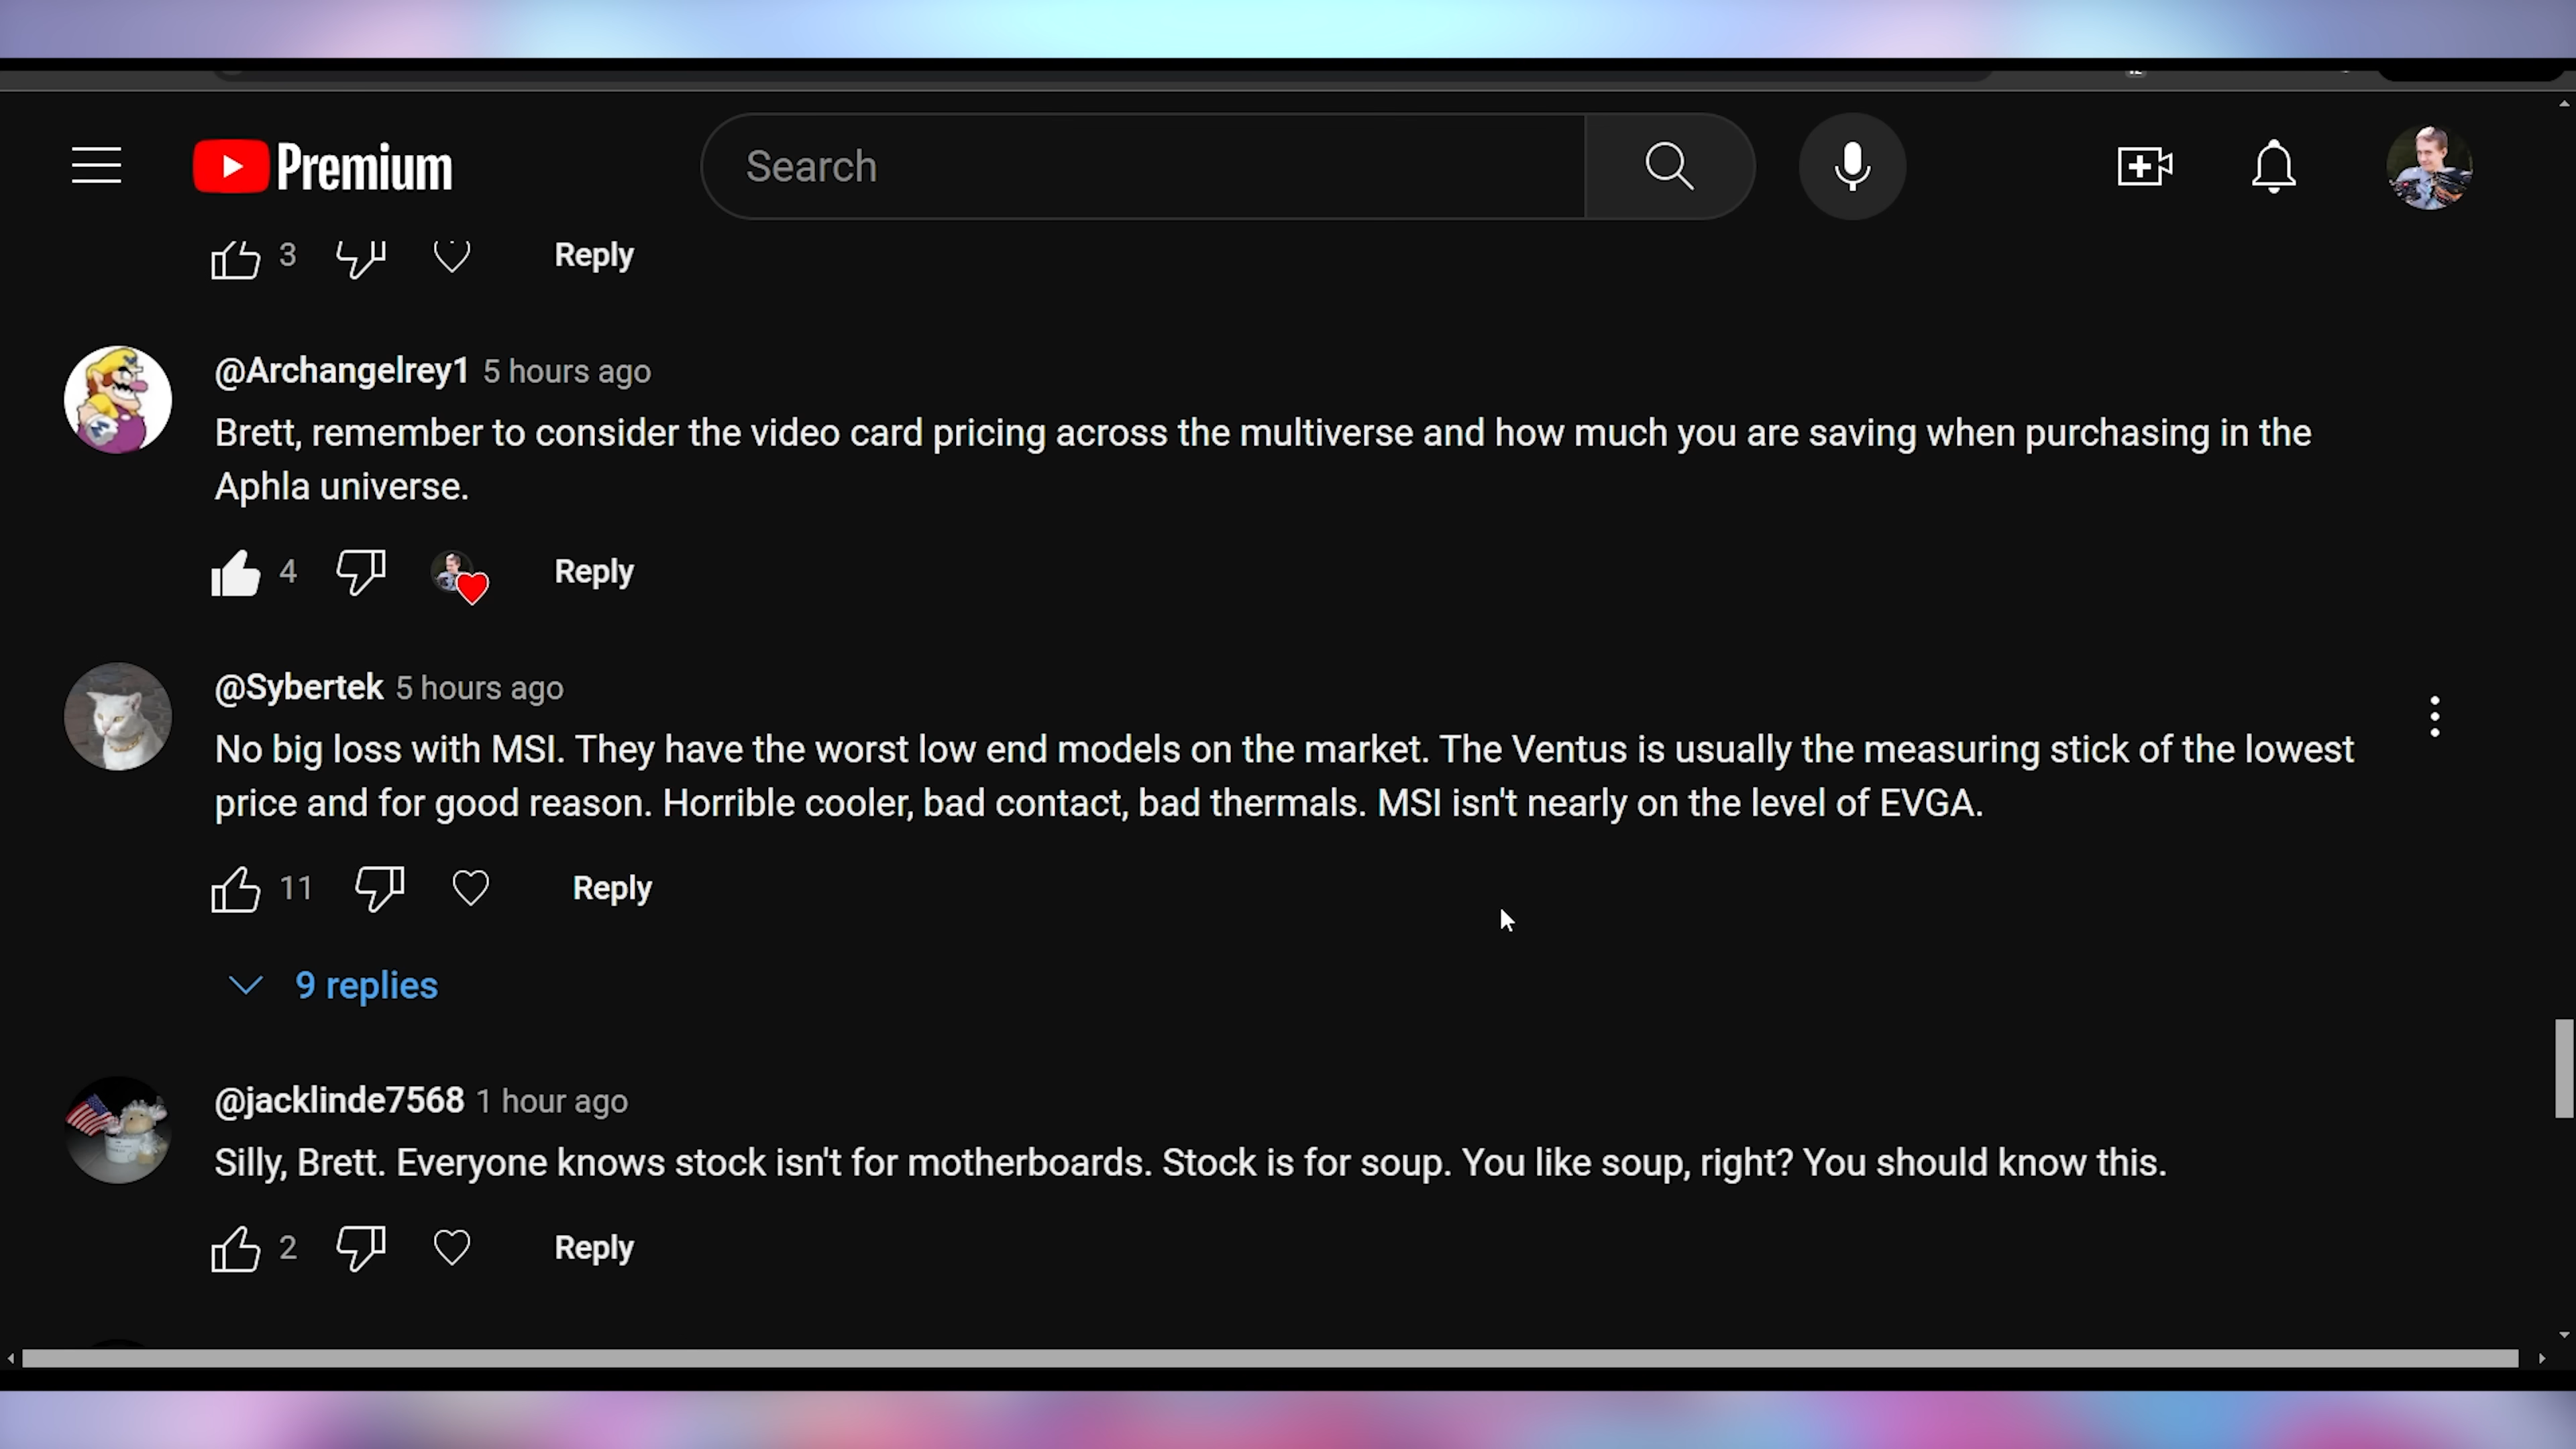 Premium
Search
3 Reply
@Archangelrey1 5 hours ago
Brett, remember to consider the video card pricing across the multiverse and how much you are saving when purchasing in the
Aphla universe.
4 Reply
@Sybertek 5 hours ago
No big loss with MSI. They have the worst low end models on the market. The Ventus is usually the measuring stick of the lowest
price and for good reason. Horrible cooler, bad contact, bad thermals. MSI isn't nearly on the level of EVGA.
11 Reply
9 replies
@jacklinde7568 1 hour ago
Silly, Brett. Everyone knows stock isn't for motherboards. Stock is for soup. You like soup, right? You should know this.
2 Reply